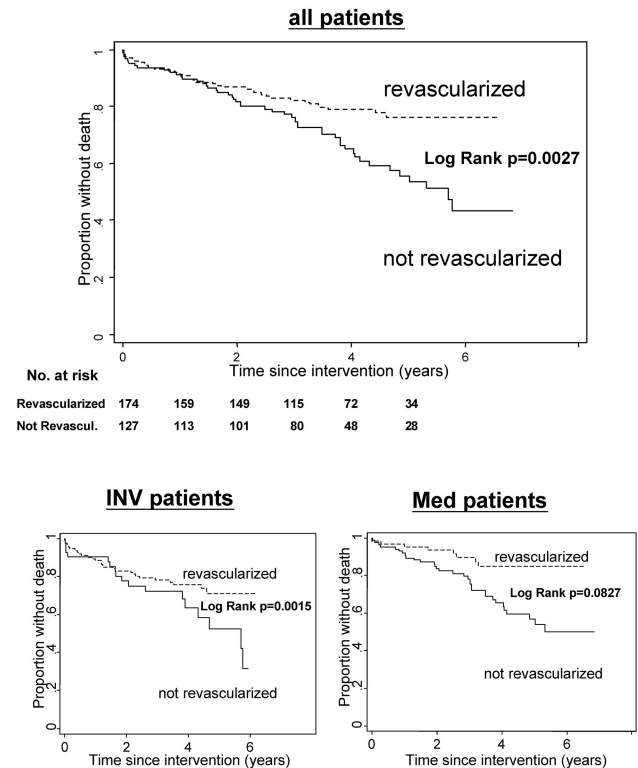 all patients
Proportion without death
1
.8
.6
.4
.2
0
revascularized
Log Rank p=0.0027
not revascularized
0 2 4 6
Time since intervention (years)
No. at risk
Revascularized 174 159 149 115 72 34
Not Revascul. 127 113 101 80 48 28
INV patients
Proportion without death
1
.8
.6
.4
.2
0
revascularized
Log Rank p=0.0015
not revascularized
0 2 4 6
Time since intervention (years)
Med patients
Proportion without death
1
.8
.6
.4
.2
0
revascularized
Log Rank p=0.0827
not revascularized
0 2 4 6
Time since intervention (years)